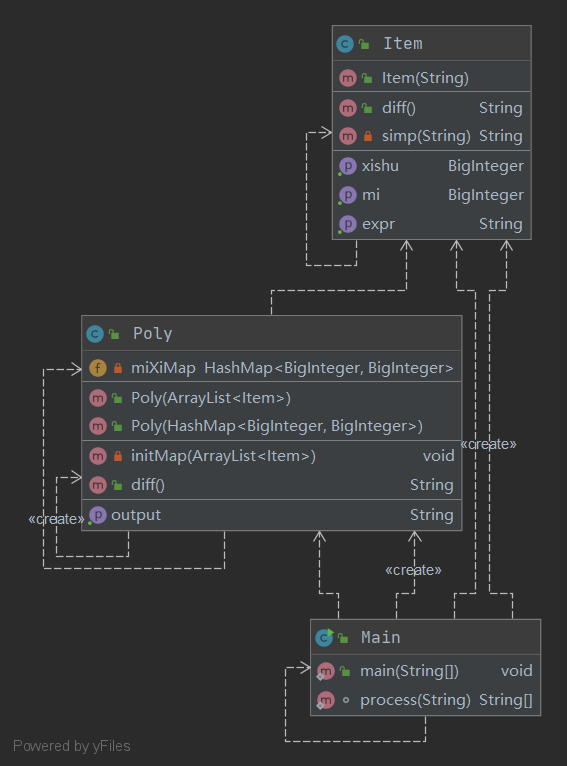 Item
Item(String)
diff() String
simp(String) String
xishu BigInteger
mi BigInteger
expr String
Poly
miXiMap HashMap<BigInteger, BigInteger>
Poly(ArrayList<Item>)
Poly(HashMap<BigInteger, BigInteger>)
initMap(ArrayList<Item>) void
diff() String
output String
«create»
«create»
«create»
Main
main(String[]) void
process(String) String[]
Powered by yFiles